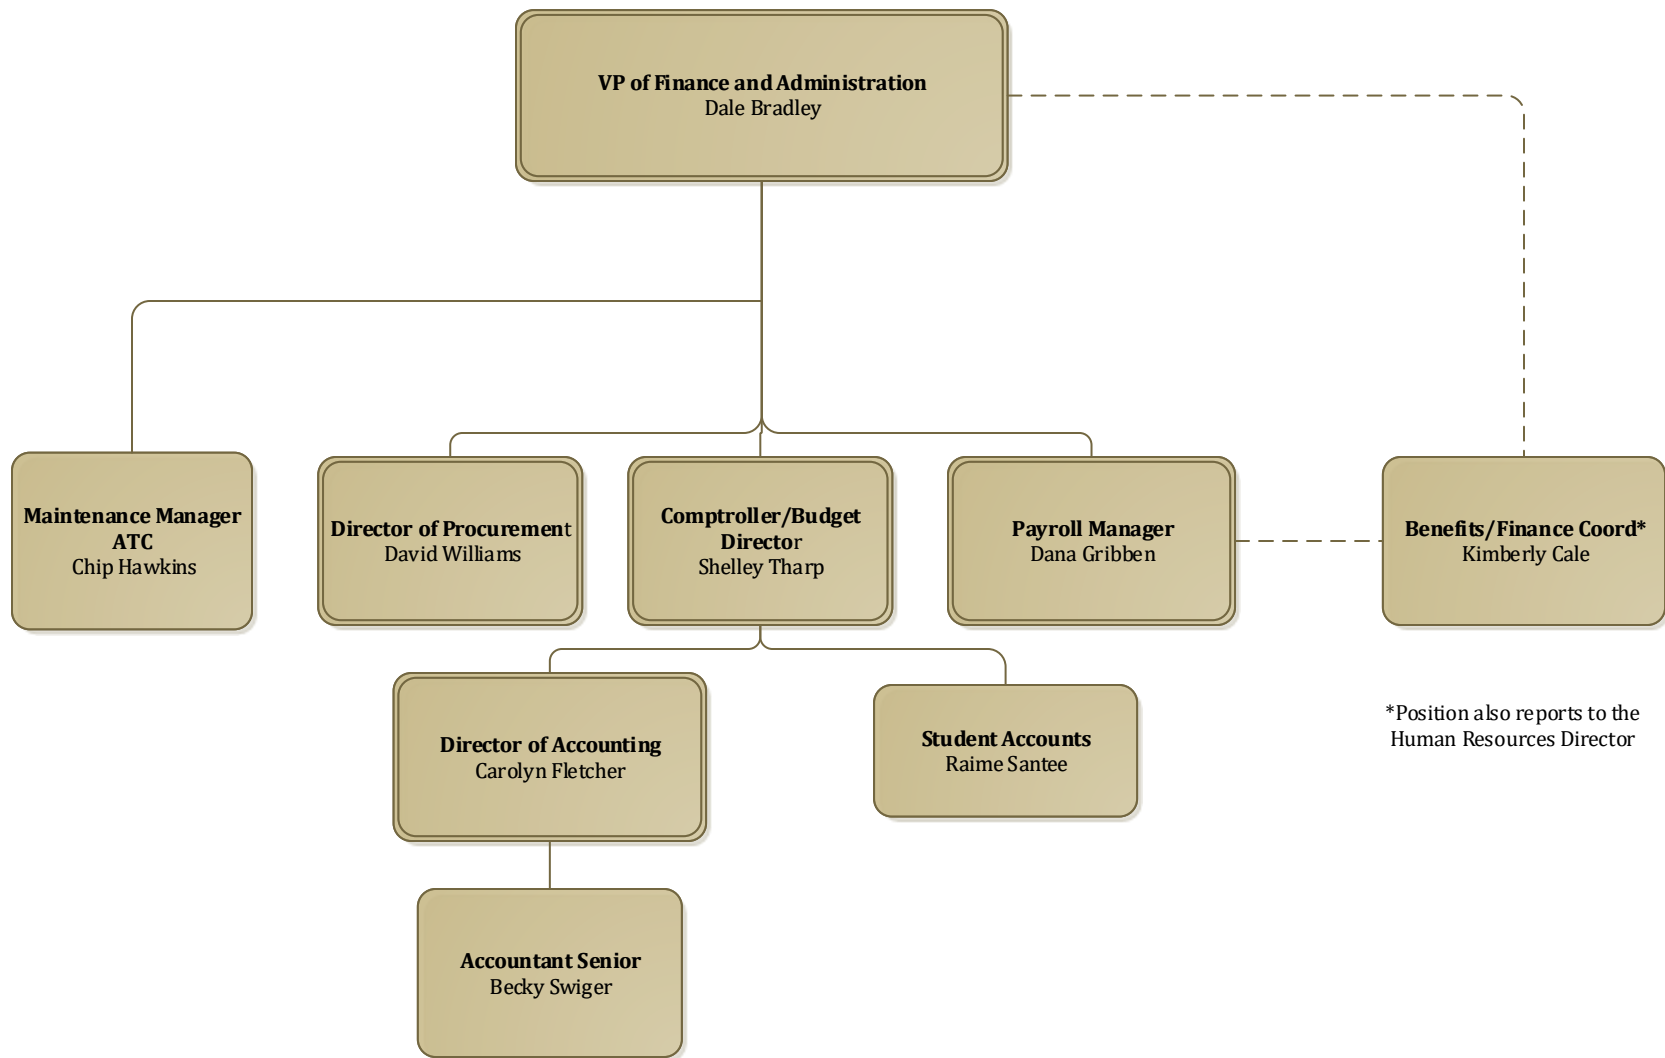 VP of Finance and Administration
Dale Bradley
Maintenance Manager
ATC
Chip Hawkins
Director of Procurement
David Williams
Comptroller/Budget
Director
Shelley Tharp
Payroll Manager
Dana Gribben
Benefits/Finance Coord*
Kimberly Cale
Director of Accounting
Carolyn Fletcher
Student Accounts
Raime Santee
*Position also reports to the
Human Resources Director
Accountant Senior
Becky Swiger